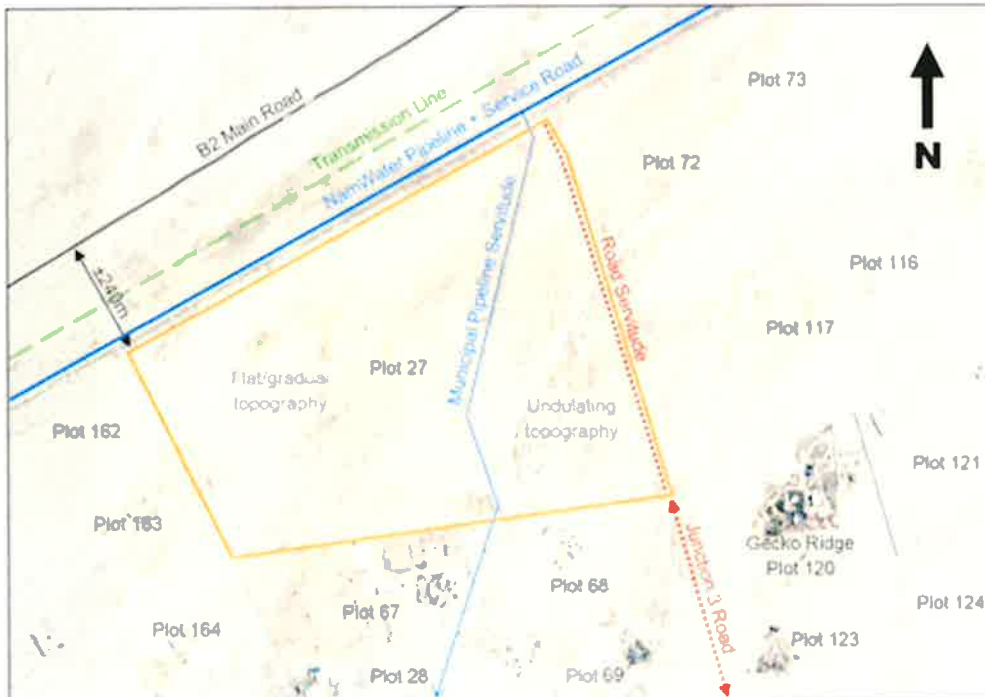 Plot 73
B2 Main Road
Transmission Line
NamWater Pipeline + Service Road
N
Plot 72
±240m
Municipal Pipeline Servitude
Road Servitude
Plot 116
Plot 117
Plot 27
Flat/gradual
topography
Undulating
topography
Plot 162
Plot 121
Plot 163
Gecko Ridge
Plot 120
Junction 3 Road
Plot 68
Plot 67
Plot 124
Plot 164
Plot 123
Plot 28
Plot 69